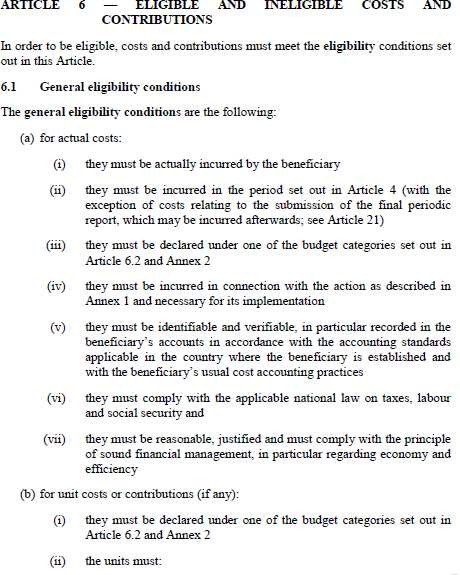 ARTICLE 6 — ELIGIBLE AND INELIGIBLE COSTS AND
CONTRIBUTIONS
In order to be eligible, costs and contributions must meet the eligibility conditions set
out in this Article.
6.1 General eligibility conditions
The general eligibility conditions are the following:
(a) for actual costs:
(i) they must be actually incurred by the beneficiary
(ii) they must be incurred in the period set out in Article 4 (with the
exception of costs relating to the submission of the final periodic
report, which may be incurred afterwards; see Article 21)
(iii) they must be declared under one of the budget categories set out in
Article 6.2 and Annex 2
(iv) they must be incurred in connection with the action as described in
Annex 1 and necessary for its implementation
(v) they must be identifiable and verifiable, in particular recorded in the
beneficiary’s accounts in accordance with the accounting standards
applicable in the country where the beneficiary is established and
with the beneficiary’s usual cost accounting practices
(vi) they must comply with the applicable national law on taxes, labour
and social security and
(vii) they must be reasonable, justified and must comply with the principle
of sound financial management, in particular regarding economy and
efficiency
(b) for unit costs or contributions (if any):
(i) they must be declared under one of the budget categories set out in
Article 6.2 and Annex 2
(ii) the units must: